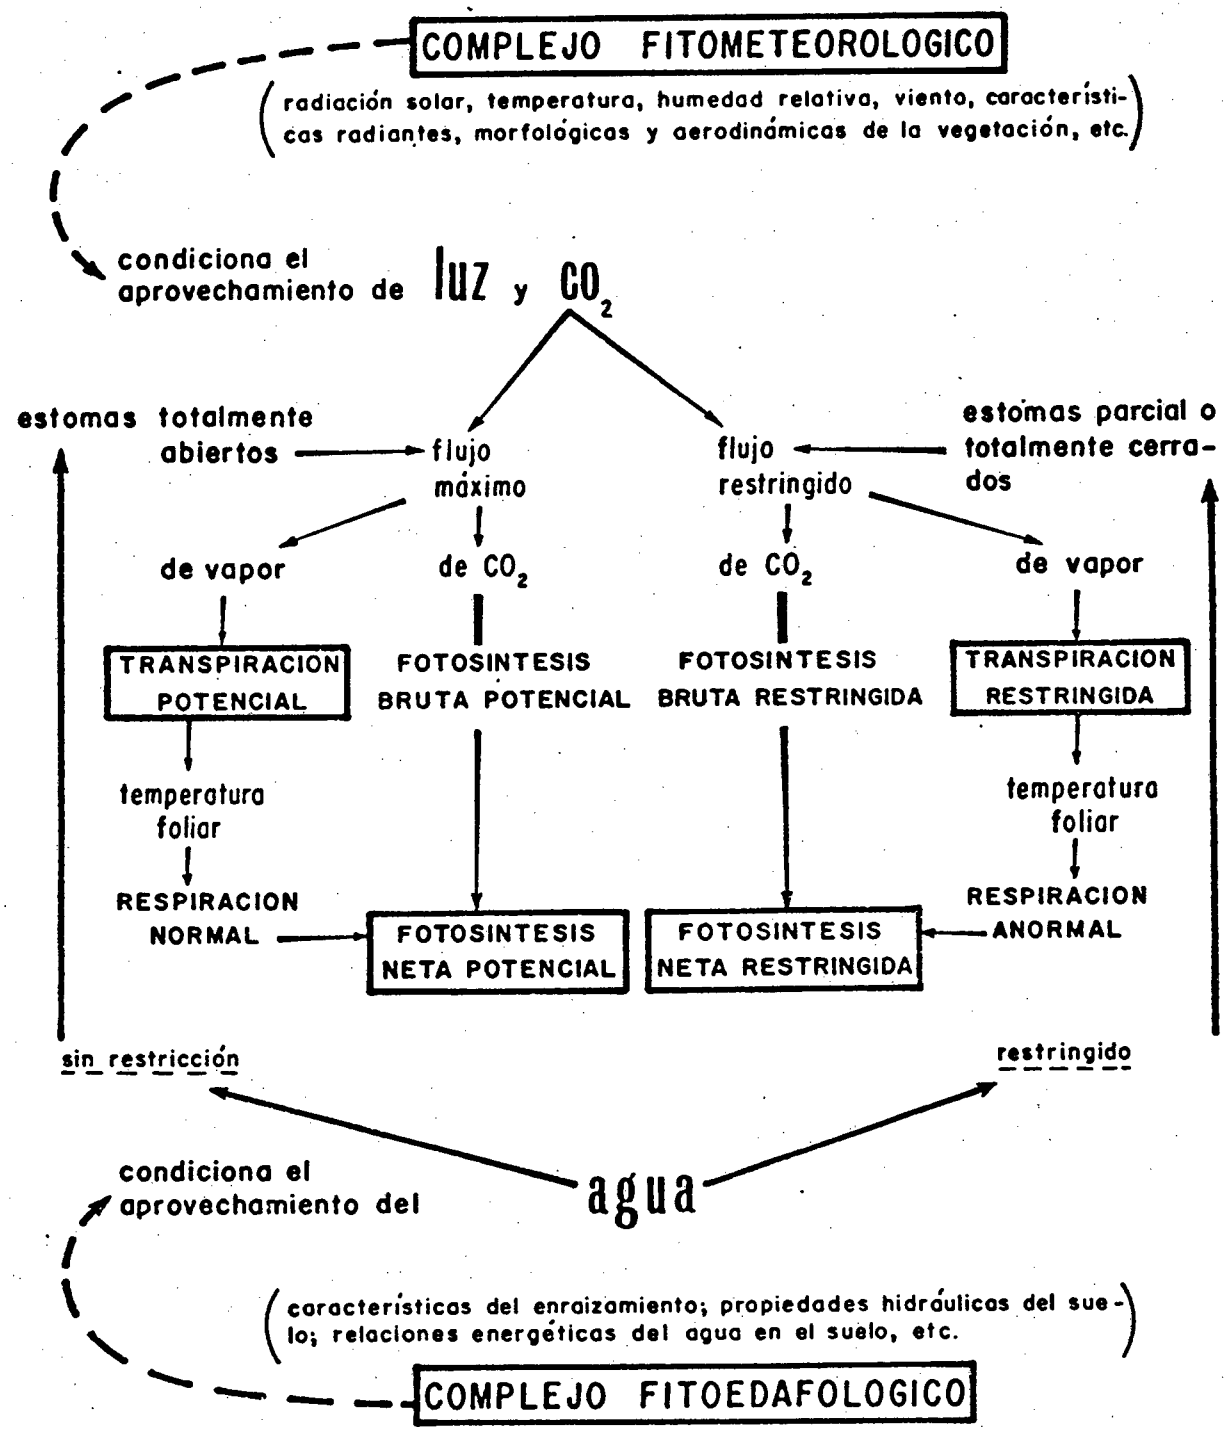 COMPLEJO FITOMETEOROLOGICO
(radiación solar, temperatura, humedad relativa, viento, característi-
cas radiantes, morfológicas y aerodinámicas de la vegetación, etc.)
condiciona el
aprovechamiento de luz y CO₂
estomas totalmente
abiertos
flujo
máximo
flujo
restringido
estomas parcial o
totalmente cerra-
dos
de vapor
de CO₂
de CO₂
de vapor
TRANSPIRACION
POTENCIAL
FOTOSINTESIS
BRUTA POTENCIAL
FOTOSINTESIS
BRUTA RESTRINGIDA
TRANSPIRACION
RESTRINGIDA
temperatura
foliar
temperatura
foliar
RESPIRACION
NORMAL
FOTOSINTESIS
NETA POTENCIAL
FOTOSINTESIS
NETA RESTRINGIDA
RESPIRACION
ANORMAL
sin restricción
restringido
condiciona el
aprovechamiento del agua
(características del enraizamiento; propiedades hidráulicas del sue-
lo; relaciones energéticas del agua en el suelo, etc.)
COMPLEJO FITOEDAFOLOGICO